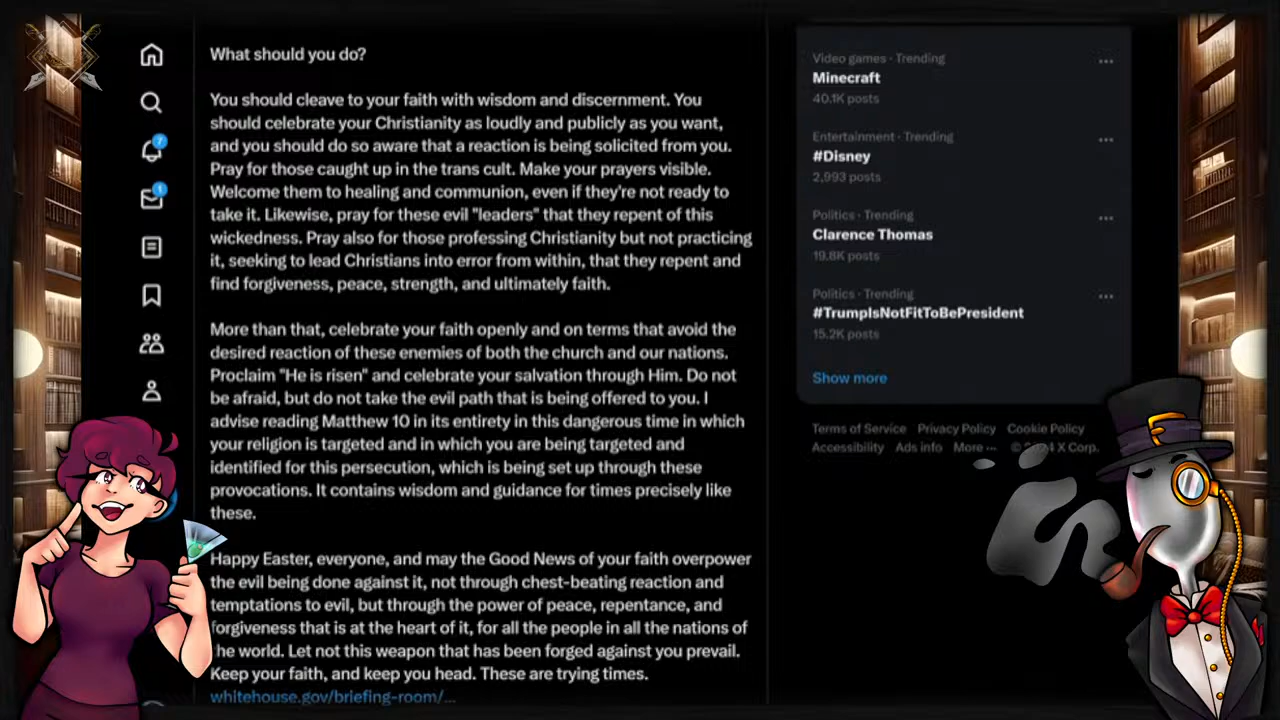 What should you do?
You should cleave to your faith with wisdom and discernment. You
should celebrate your Christianity as loudly and publicly as you want,
and you should do so aware that a reaction is being solicited from you.
Pray for those caught up in the trans cult. Make your prayers visible.
Welcome them to healing and communion, even if they're not ready to
take it. Likewise, pray for these evil "leaders" that they repent of this
wickedness. Pray also for those professing Christianity but not practicing
it, seeking to lead Christians into error from within, that they repent and
find forgiveness, peace, strength, and ultimately faith.
More than that, celebrate your faith openly and on terms that avoid the
desired reaction of these enemies of both the church and our nations.
Proclaim "He is risen" and celebrate your salvation through Him. Do not
be afraid, but do not take the evil path that is being offered to you. I
advise reading Matthew 10 in its entirety in this dangerous time in which
your religion is targeted and in which you are being targeted and
identified for this persecution, which is being set up through these
provocations. It contains wisdom and guidance for times precisely like
these.
Happy Easter, everyone, and may the Good News of your faith overpower
the evil being done against it, not through chest-beating reaction and
temptations to evil, but through the power of peace, repentance, and
forgiveness that is at the heart of it, for all the people in all the nations of
the world. Let not this weapon that has been forged against you prevail.
Keep your faith, and keep you head. These are trying times.
whitehouse.gov/briefing-room/...
7
1
Video games · Trending
Minecraft
40.1K posts
Entertainment · Trending
#Disney
2,993 posts
Politics · Trending
Clarence Thomas
19.8K posts
Politics · Trending
#TrumpIsNotFitToBePresident
15.2K posts
Show more
Terms of Service Privacy Policy Cookie Policy
Accessibility Ads info More ··· © X Corp.